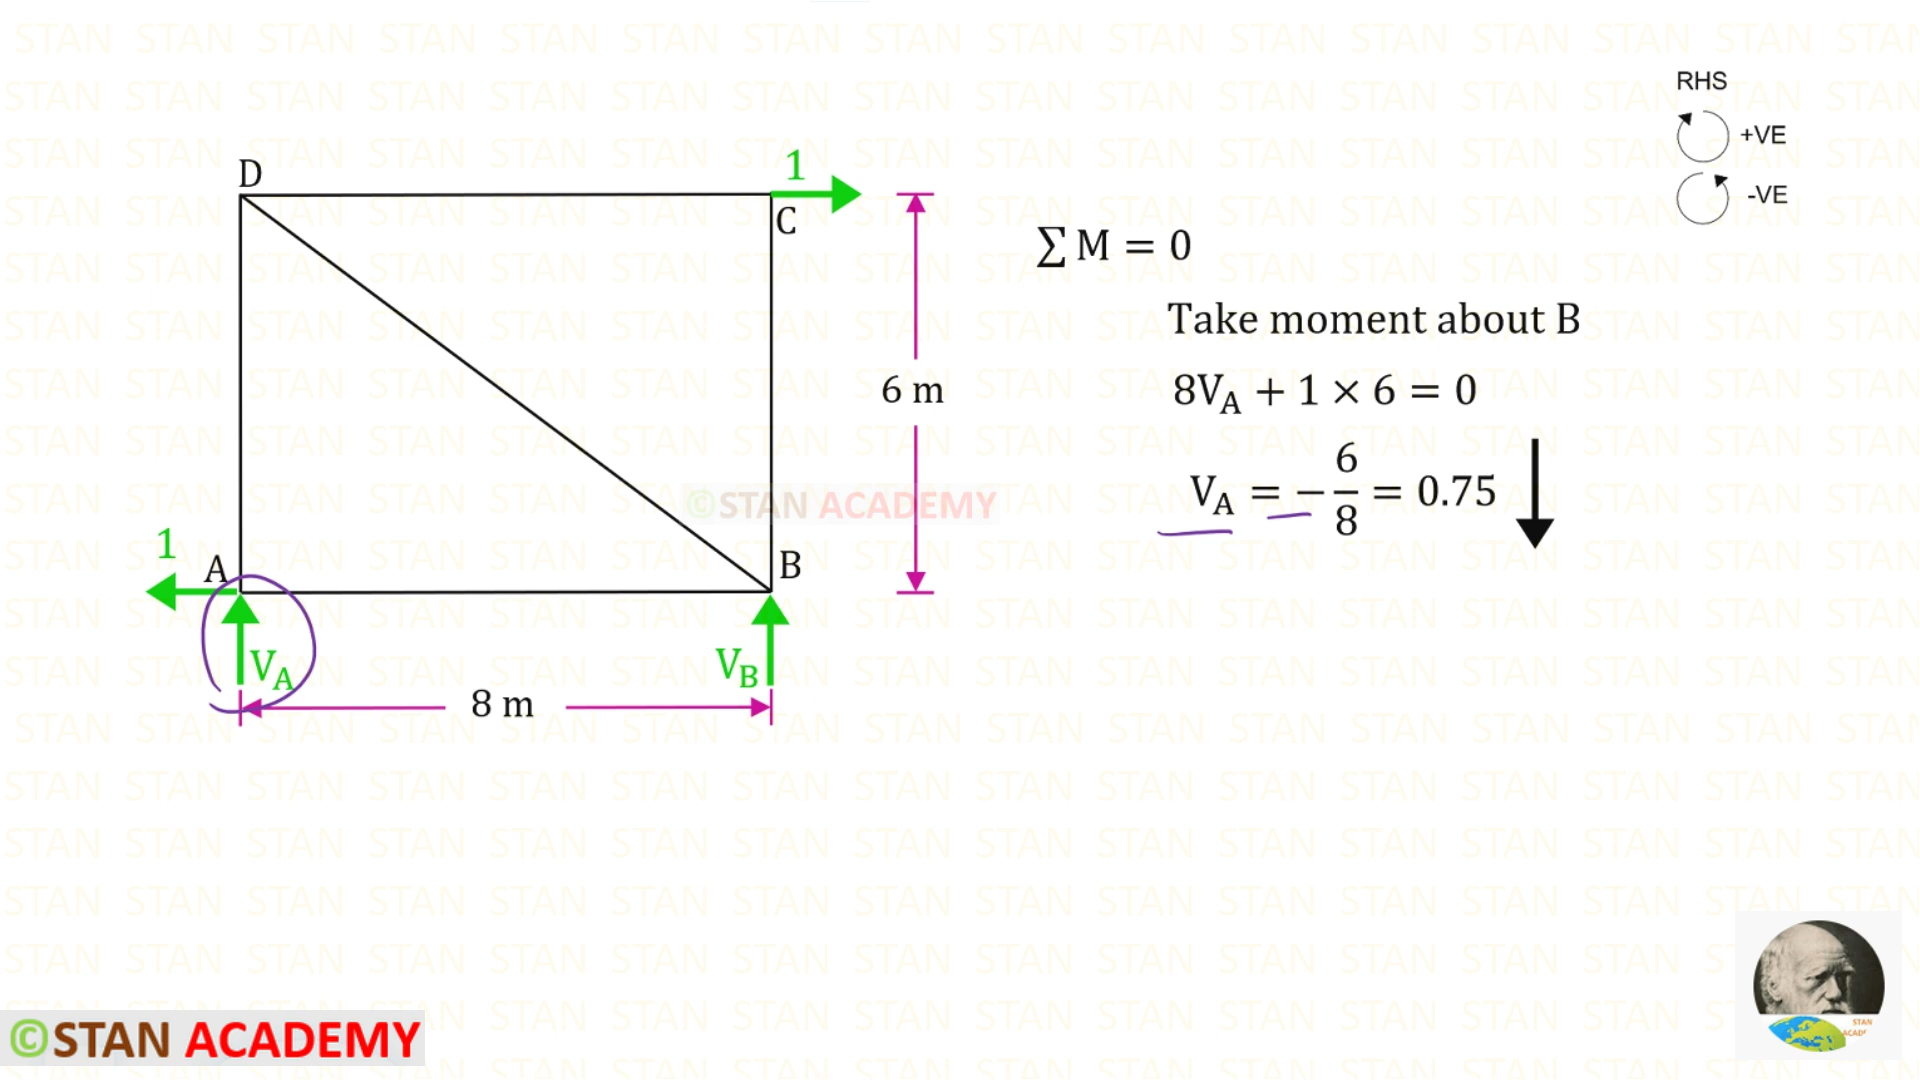 RHS
+VE
-VE
D
1
C
∑ M = 0
Take moment about B
6 m
8V_A + 1 × 6 = 0
V_A = − 6/8 = 0.75
©STAN ACADEMY
1
A
B
V_A
V_B
8 m
©STAN ACADEMY
STAN